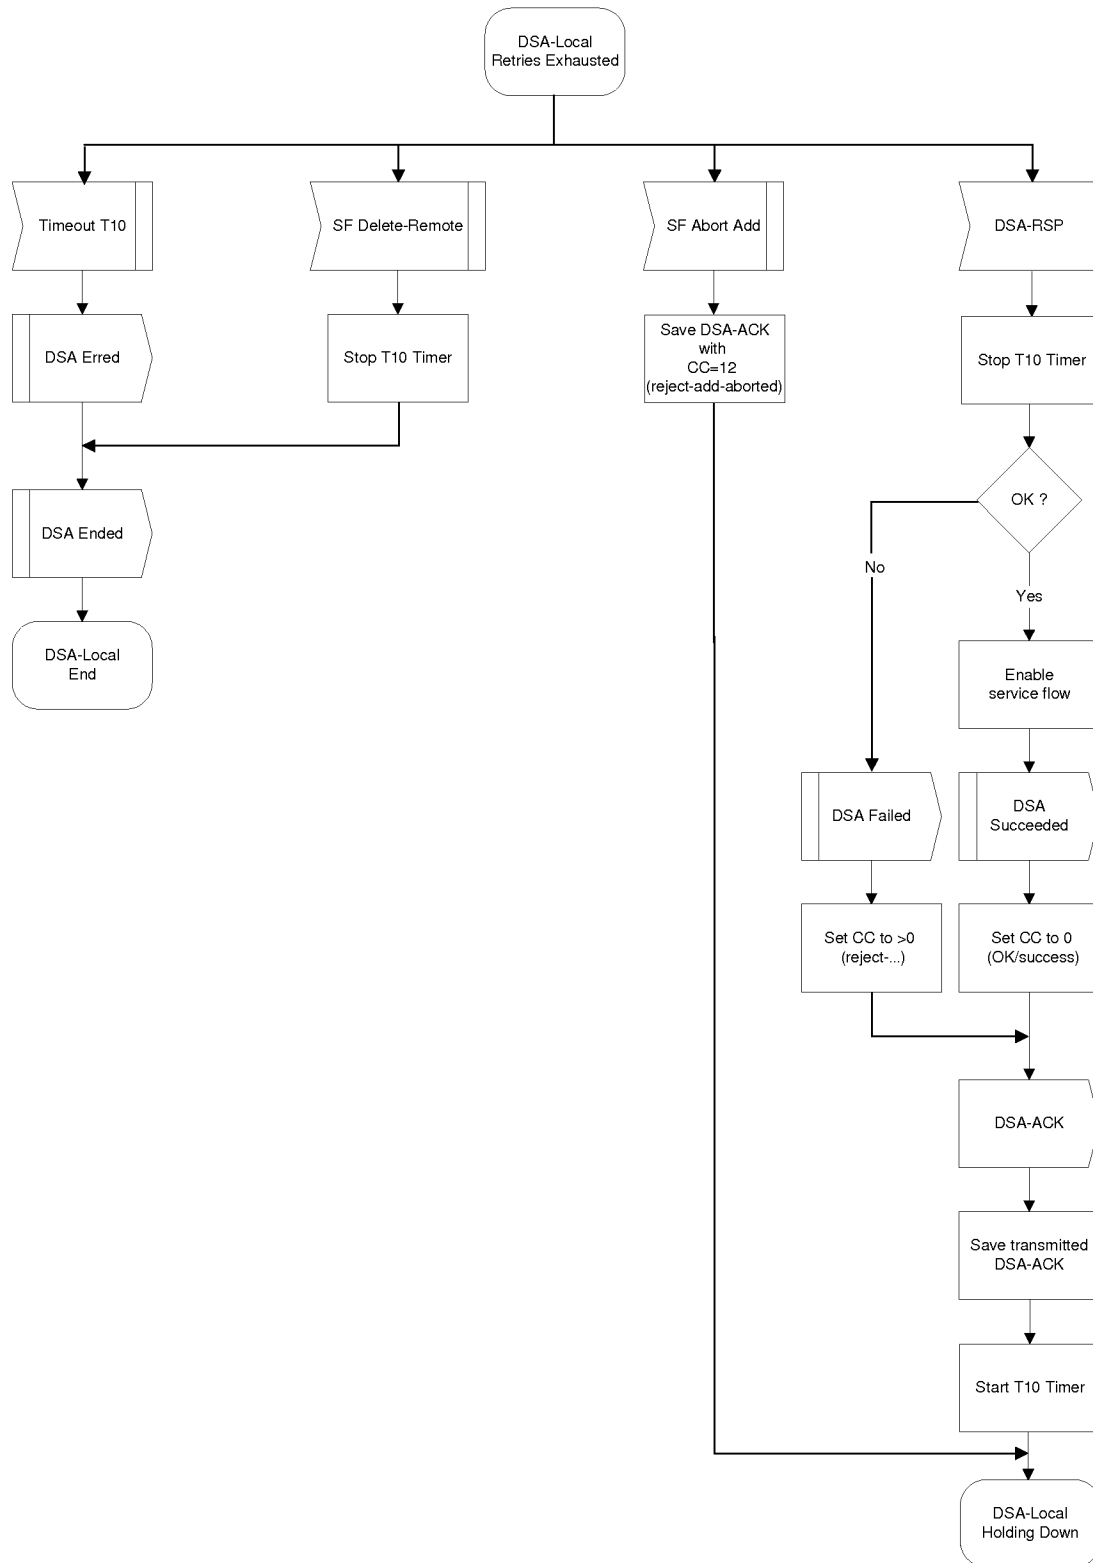 DSA-Local
Retries Exhausted
Timeout T10
SF Delete-Remote
SF Abort Add
DSA-RSP
DSA Erred
Stop T10 Timer
Save DSA-ACK
with
CC=12
(reject-add-aborted)
Stop T10 Timer
OK ?
DSA Ended
No
Yes
DSA-Local
End
Enable
service flow
DSA Failed
DSA
Succeeded
Set CC to >0
(reject-...)
Set CC to 0
(OK/success)
DSA-ACK
Save transmitted
DSA-ACK
Start T10 Timer
DSA-Local
Holding Down